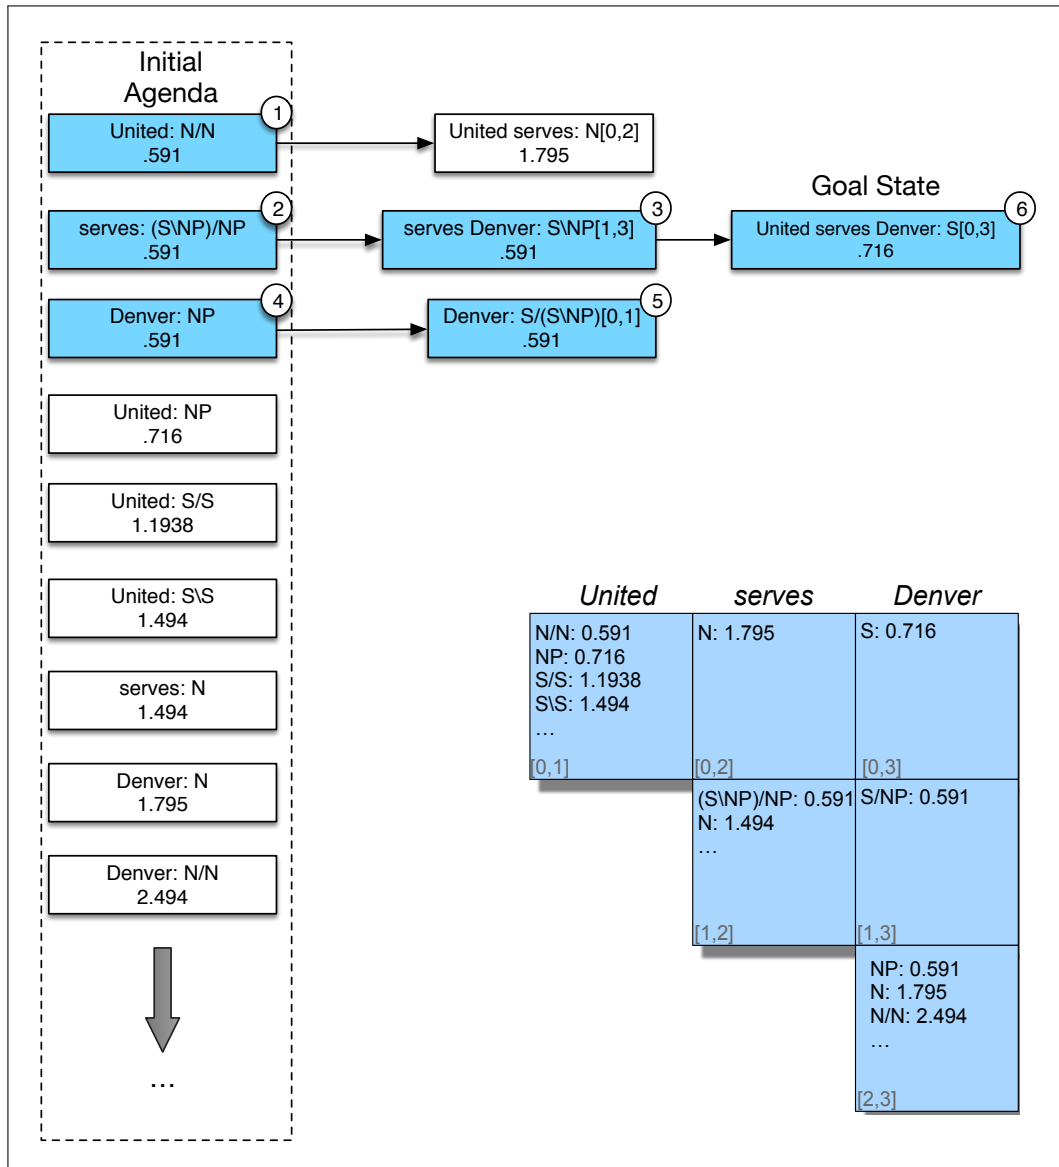 Initial
Agenda
1
United: N/N
.591
United serves: N[0,2]
1.795
Goal State
2
serves: (S\NP)/NP
.591
3
serves Denver: S\NP[1,3]
.591
6
United serves Denver: S[0,3]
.716
4
Denver: NP
.591
5
Denver: S/(S\NP)[0,1]
.591
United: NP
.716
United: S/S
1.1938
United: S\S
1.494
serves: N
1.494
Denver: N
1.795
Denver: N/N
2.494
...
United serves Denver
N/N: 0.591
NP: 0.716
S/S: 1.1938
S\S: 1.494
…
[0,1]
N: 1.795
[0,2]
S: 0.716
[0,3]
(S\NP)/NP: 0.591
N: 1.494
…
[1,2]
S/NP: 0.591
[1,3]
NP: 0.591
N: 1.795
N/N: 2.494
…
[2,3]